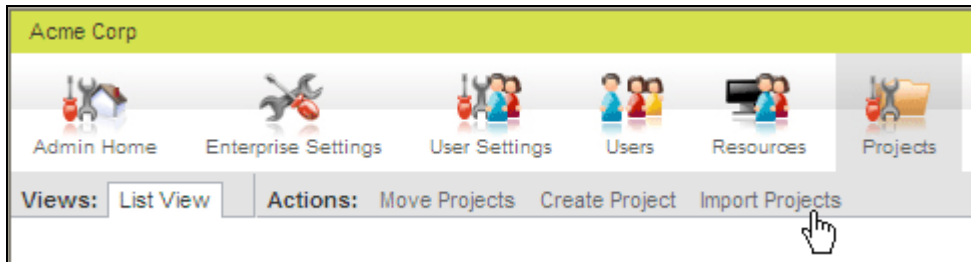 Acme Corp
Admin Home Enterprise Settings User Settings Users Resources Projects
Views: List View Actions: Move Projects Create Project Import Projects